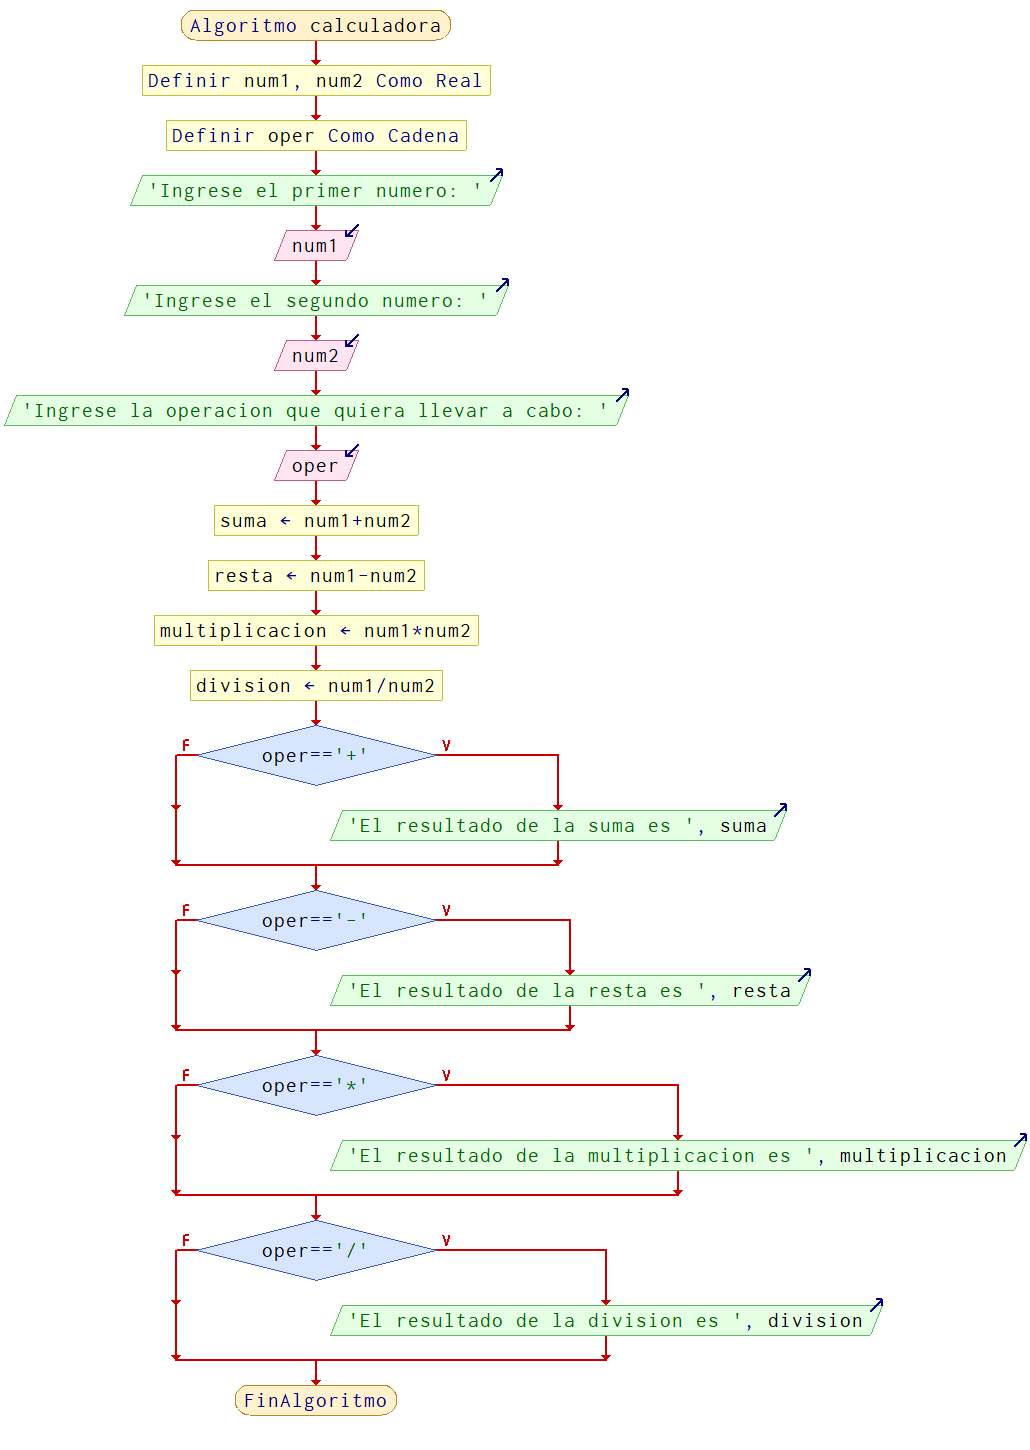 Algoritmo calculadora
Definir num1, num2 Como Real
Definir oper Como Cadena
'Ingrese el primer numero: '
num1
'Ingrese el segundo numero: '
num2
'Ingrese la operacion que quiera llevar a cabo: '
oper
suma ← num1+num2
resta ← num1-num2
multiplicacion ← num1*num2
division ← num1/num2
F V
oper=='+'
'El resultado de la suma es ', suma
F V
oper=='-'
'El resultado de la resta es ', resta
F V
oper=='*'
'El resultado de la multiplicacion es ', multiplicacion
F V
oper=='/'
'El resultado de la division es ', division
FinAlgoritmo